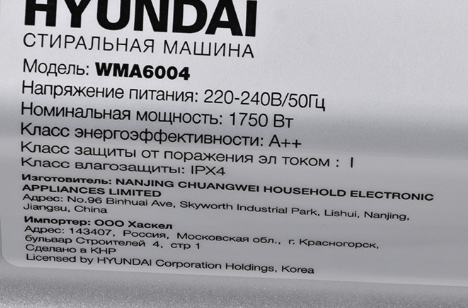 HYUNDAI
СТИРАЛЬНАЯ МАШИНА
Модель: WMA6004
Напряжение питания: 220-240В/50Гц
Номинальная мощность: 1750 Вт
Класс энергоэффективности: А++
Класс защиты от поражения эл током : I
Класс влагозащиты: IPX4
Изготовитель: NANJING CHUANGWEI HOUSEHOLD ELECTRONIC
APPLIANCES LIMITED
Адрес: No.96 Binhuai Ave, Skyworth Industrial Park, Lishui, Nanjing,
Jiangsu, China
Импортер: ООО Хаскел
Адрес: 143407, Россия, Московская обл., г. Красногорск,
бульвар Строителей 4, стр 1
Сделано в КНР
Licensed by HYUNDAI Corporation Holdings, Korea